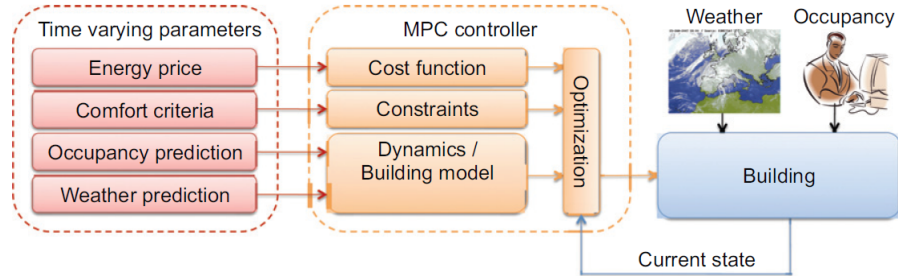 Time varying parameters
Energy price
Comfort criteria
Occupancy prediction
Weather prediction
MPC controller
Cost function
Constraints
Dynamics /
Building model
Optimization
Weather
Occupancy
Building
Current state